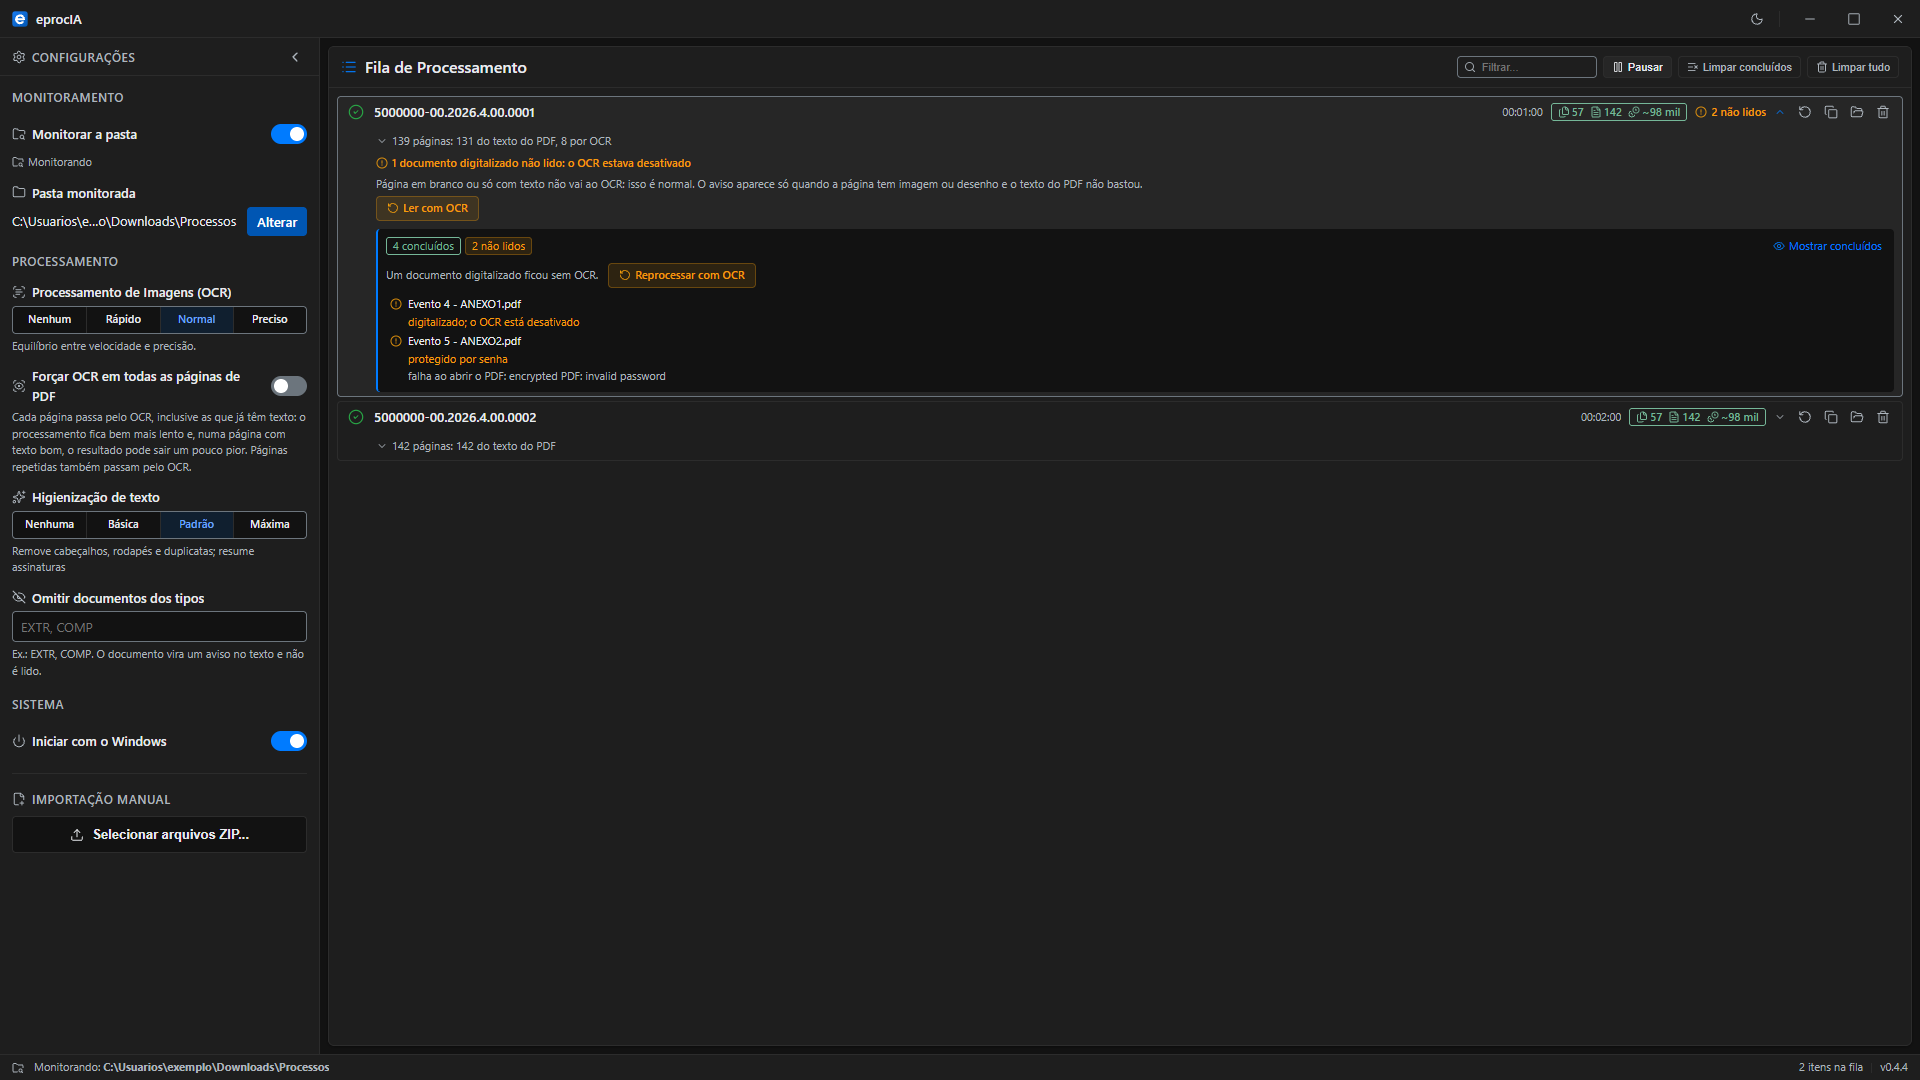 eprocIA
CONFIGURAÇÕES
MONITORAMENTO
Monitorar a pasta
Monitorando
Pasta monitorada
C:\Usuarios\e...o\Downloads\Processos
Alterar
PROCESSAMENTO
Processamento de Imagens (OCR)
Nenhum Rápido Normal Preciso
Equilíbrio entre velocidade e precisão.
Forçar OCR em todas as páginas de
PDF
Cada página passa pelo OCR, inclusive as que já têm texto: o
processamento fica bem mais lento e, numa página com
texto bom, o resultado pode sair um pouco pior. Páginas
repetidas também passam pelo OCR.
Higienização de texto
Nenhuma Básica Padrão Máxima
Remove cabeçalhos, rodapés e duplicatas; resume
assinaturas
Omitir documentos dos tipos
EXTR, COMP
Ex.: EXTR, COMP. O documento vira um aviso no texto e não
é lido.
SISTEMA
Iniciar com o Windows
IMPORTAÇÃO MANUAL
Selecionar arquivos ZIP...
Fila de Processamento
Filtrar...
Pausar
Limpar concluídos
Limpar tudo
5000000-00.2026.4.00.0001
00:01:00 57 142 ~98 mil 2 não lidos
139 páginas: 131 do texto do PDF, 8 por OCR
1 documento digitalizado não lido: o OCR estava desativado
Página em branco ou só com texto não vai ao OCR: isso é normal. O aviso aparece só quando a página tem imagem ou desenho e o texto do PDF não bastou.
Ler com OCR
4 concluídos 2 não lidos
Mostrar concluídos
Um documento digitalizado ficou sem OCR. Reprocessar com OCR
Evento 4 - ANEXO1.pdf
digitalizado; o OCR está desativado
Evento 5 - ANEXO2.pdf
protegido por senha
falha ao abrir o PDF: encrypted PDF: invalid password
5000000-00.2026.4.00.0002
00:02:00 57 142 ~98 mil
142 páginas: 142 do texto do PDF
Monitorando: C:\Usuarios\exemplo\Downloads\Processos
2 itens na fila v0.4.4